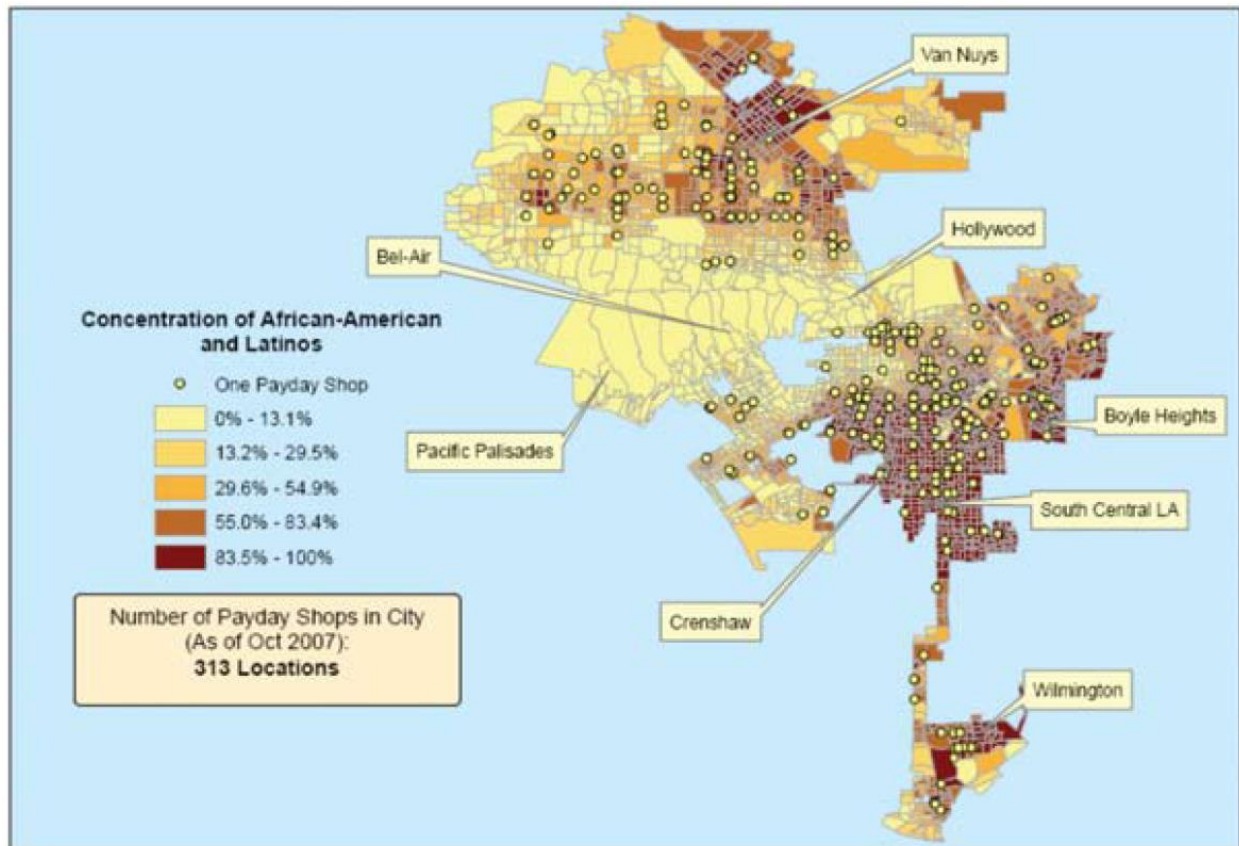 Van Nuys
Hollywood
Bel-Air
Concentration of African-American
and Latinos
One Payday Shop
0% - 13.1%
13.2% - 29.5%
29.6% - 54.9%
55.0% - 83.4%
83.5% - 100%
Pacific Palisades
Boyle Heights
South Central LA
Crenshaw
Number of Payday Shops in City
(As of Oct 2007):
313 Locations
Wilmington